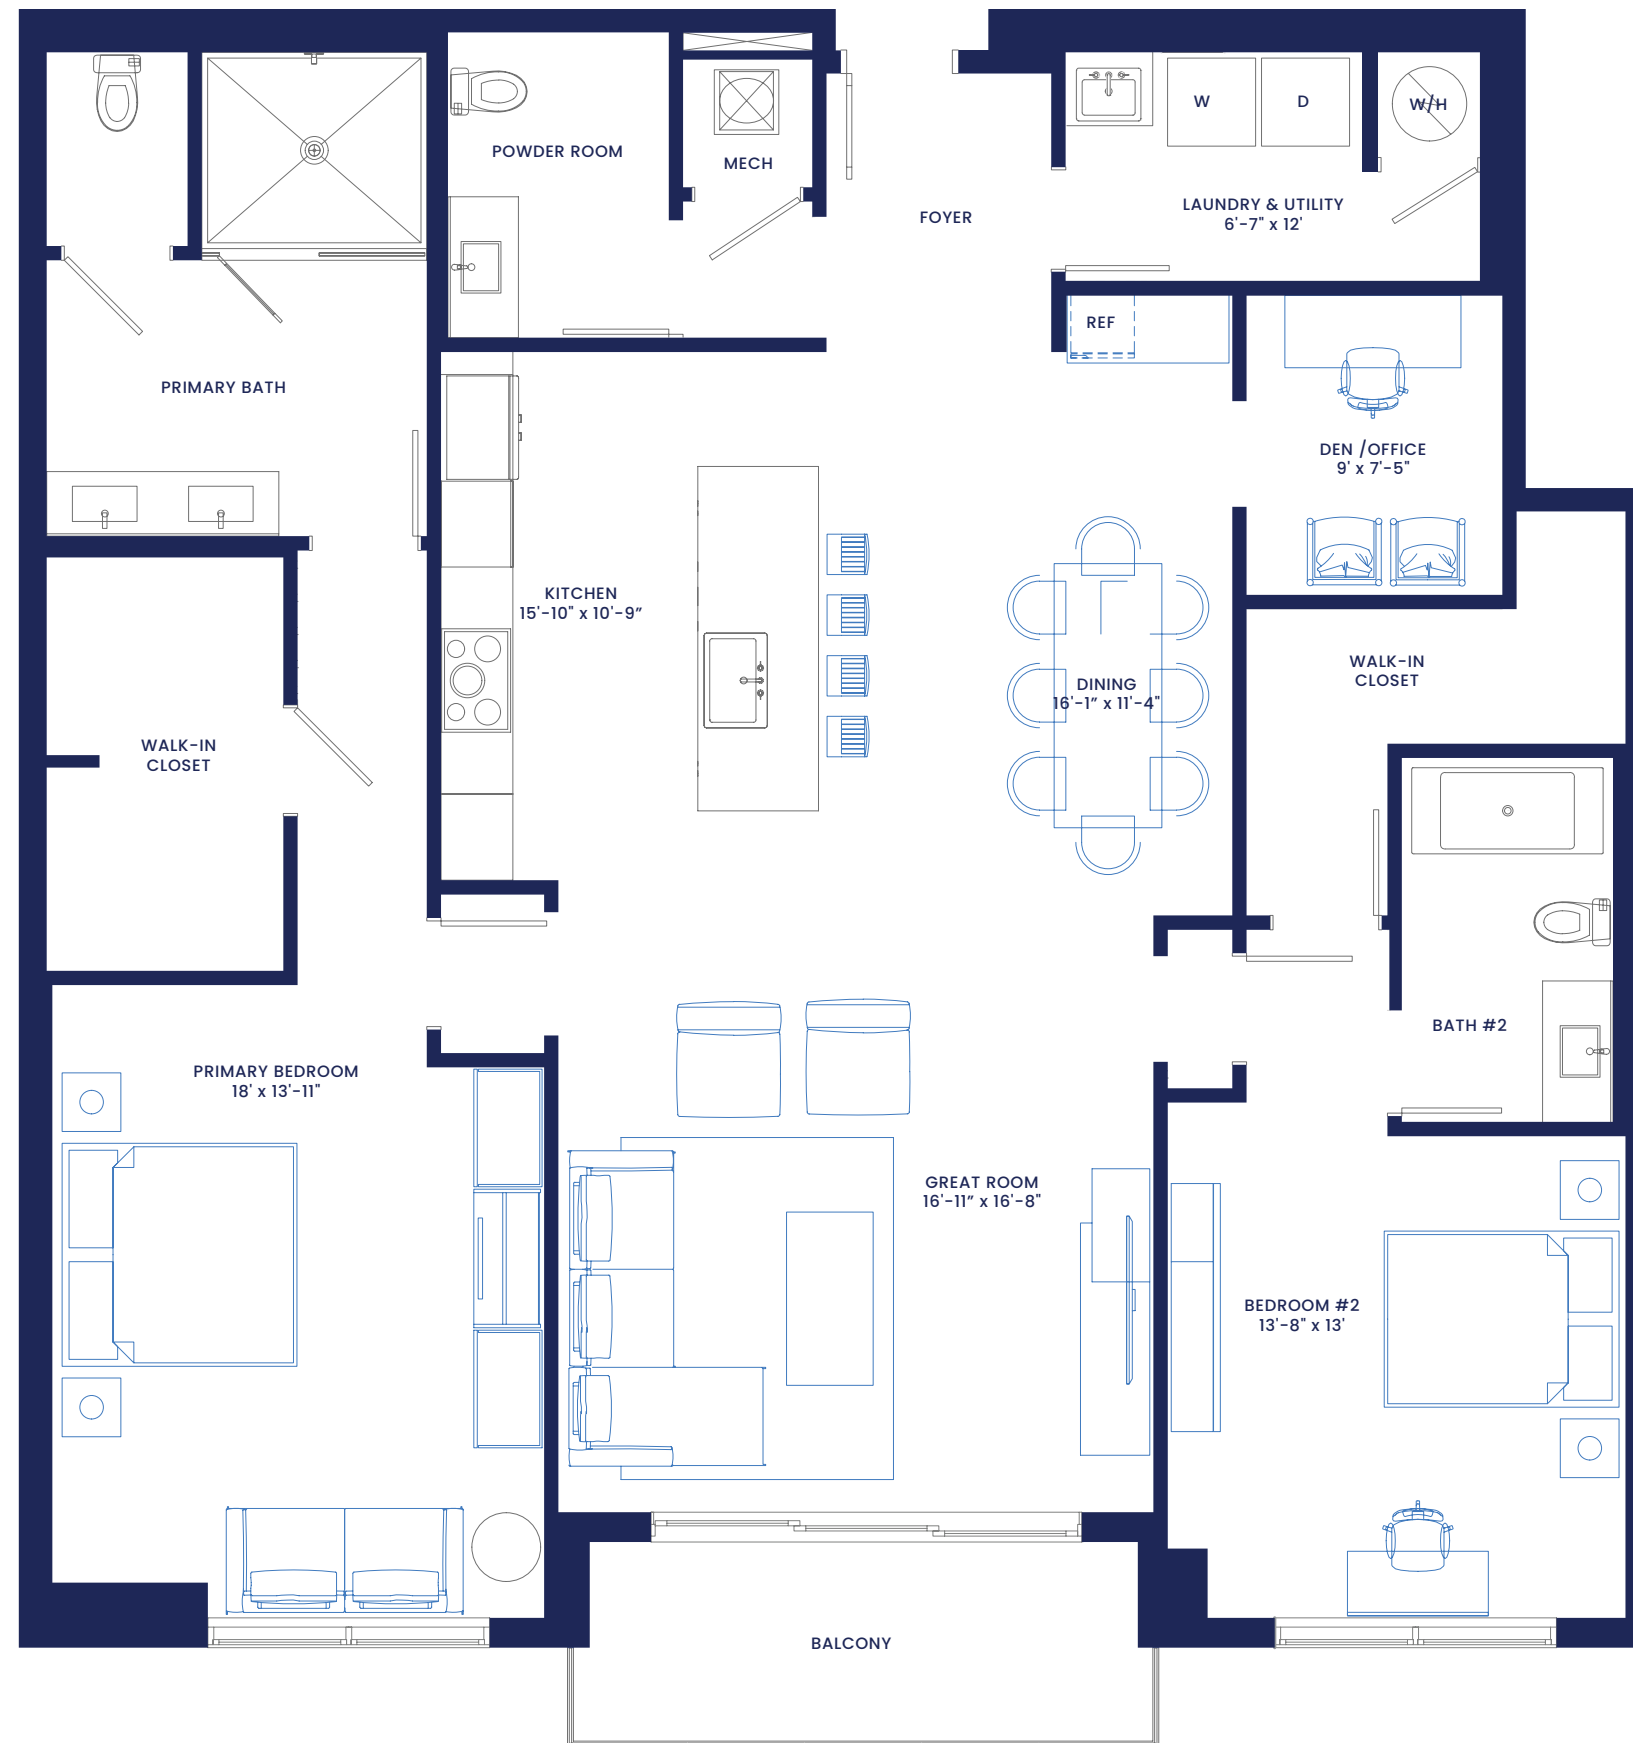 POWDER ROOM
MECH
FOYER
W
D
W/H
LAUNDRY & UTILITY
6'-7" x 12'
REF
PRIMARY BATH
DEN /OFFICE
9' x 7'-5"
KITCHEN
15'-10" x 10'-9”
DINING
16'-1” x 11'-4"
WALK-IN
CLOSET
WALK-IN
CLOSET
BATH #2
PRIMARY BEDROOM
18' x 13'-11"
GREAT ROOM
16'-11” x 16'-8"
BEDROOM #2
13'-8" x 13'
BALCONY